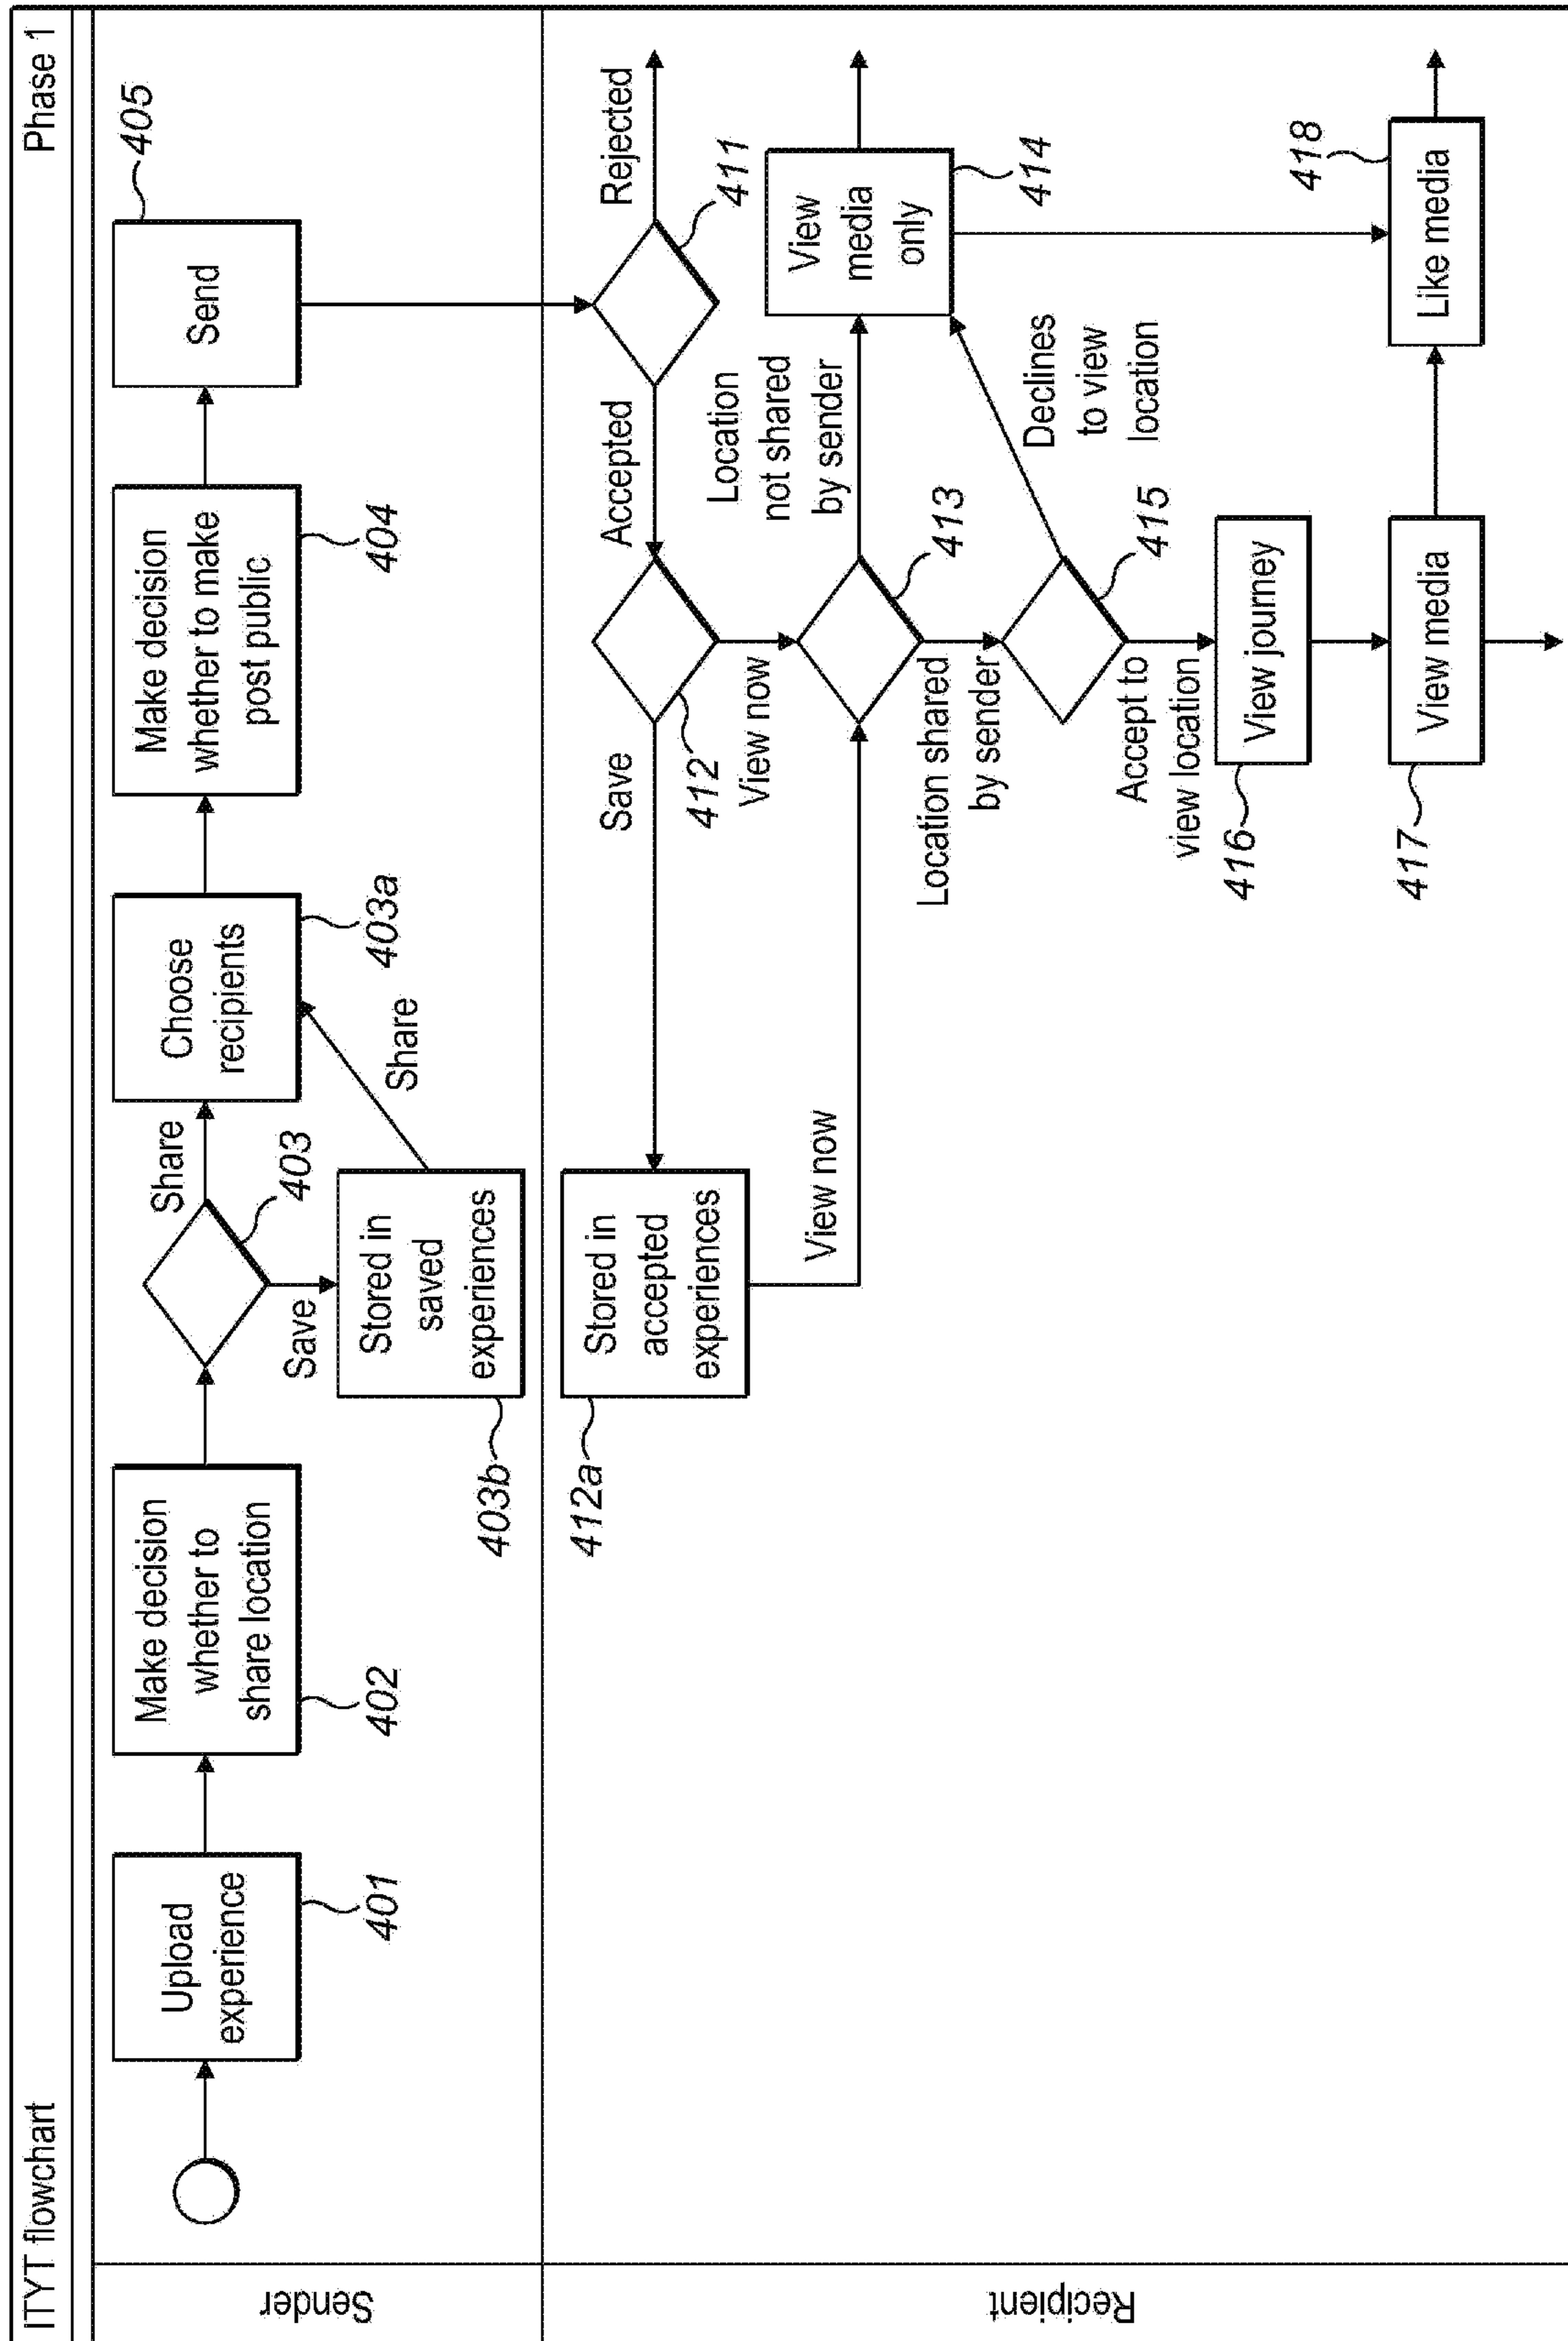 ITYT flowchart
Phase 1
Sender
Upload
experience
401
Make decision
whether to
share location
402
403
Share
Save
Stored in
saved
experiences
403b
Share
Choose
recipients
403a
Make decision
whether to make
post public
404
Send
405
Recipient
Rejected
411
Accepted
Save
412
View now
Stored in
accepted
experiences
412a
View now
413
Location
not shared
by sender
View
media
only
414
Location shared
by sender
415
Declines
to view
location
Accept to
view location
View journey
416
View media
417
Like media
418